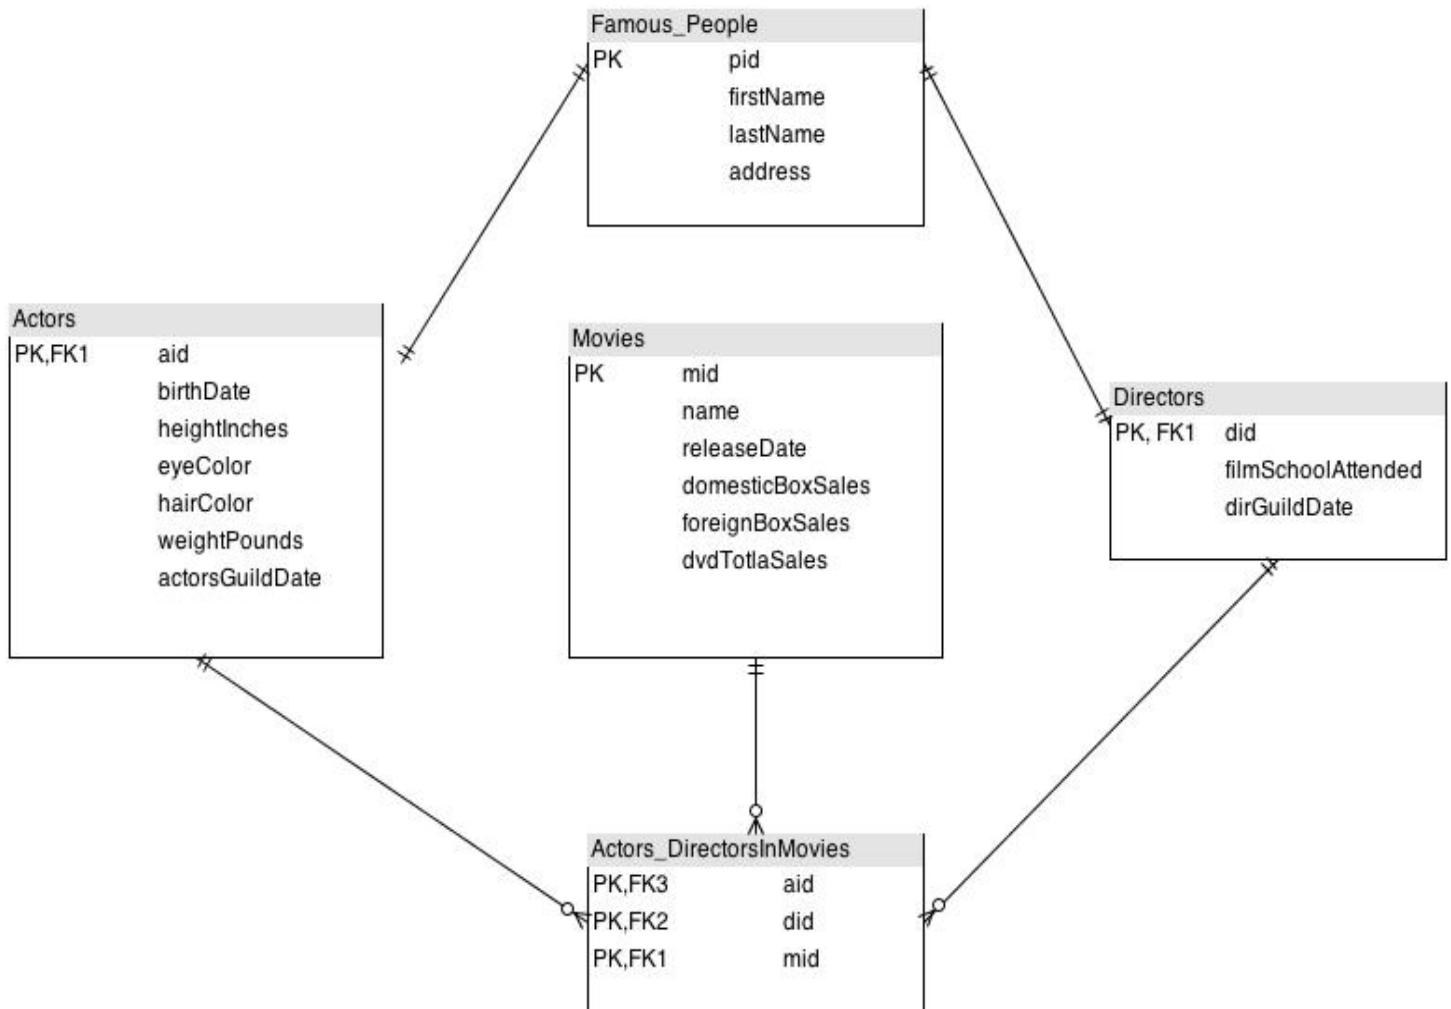 Famous_People
PK pid
firstName
lastName
address
Actors
PK,FK1 aid
birthDate
heightInches
eyeColor
hairColor
weightPounds
actorsGuildDate
Movies
PK mid
name
releaseDate
domesticBoxSales
foreignBoxSales
dvdTotlaSales
Directors
PK, FK1 did
filmSchoolAttended
dirGuildDate
Actors_DirectorsInMovies
PK,FK3 aid
PK,FK2 did
PK,FK1 mid